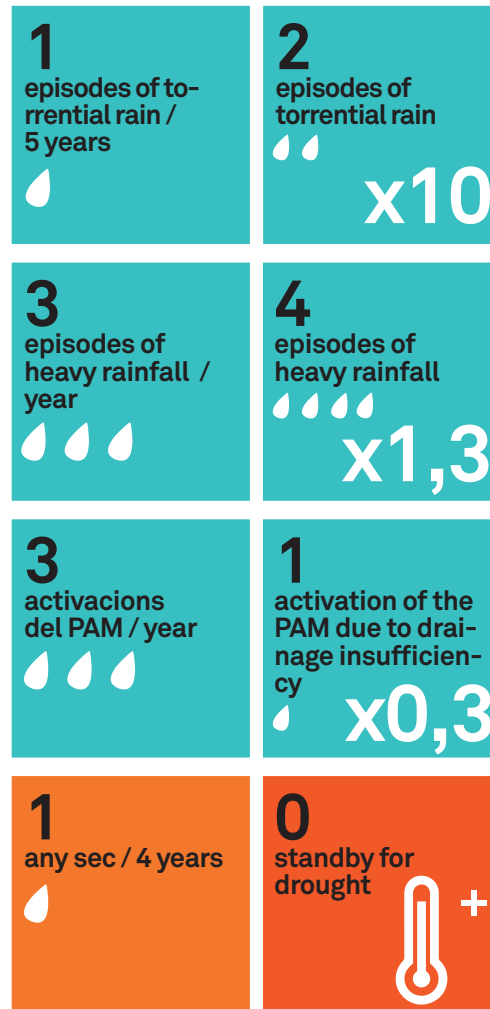 1
episodes of to-
rrential rain /
5 years
2
episodes of
torrential rain
x10
3
episodes of
heavy rainfall /
year
4
episodes of
heavy rainfall
x1,3
3
activacions
del PAM / year
1
activation of the
PAM due to drai-
nage insufficien-
cy
x0,3
1
any sec / 4 years
0
standby for
drought
+